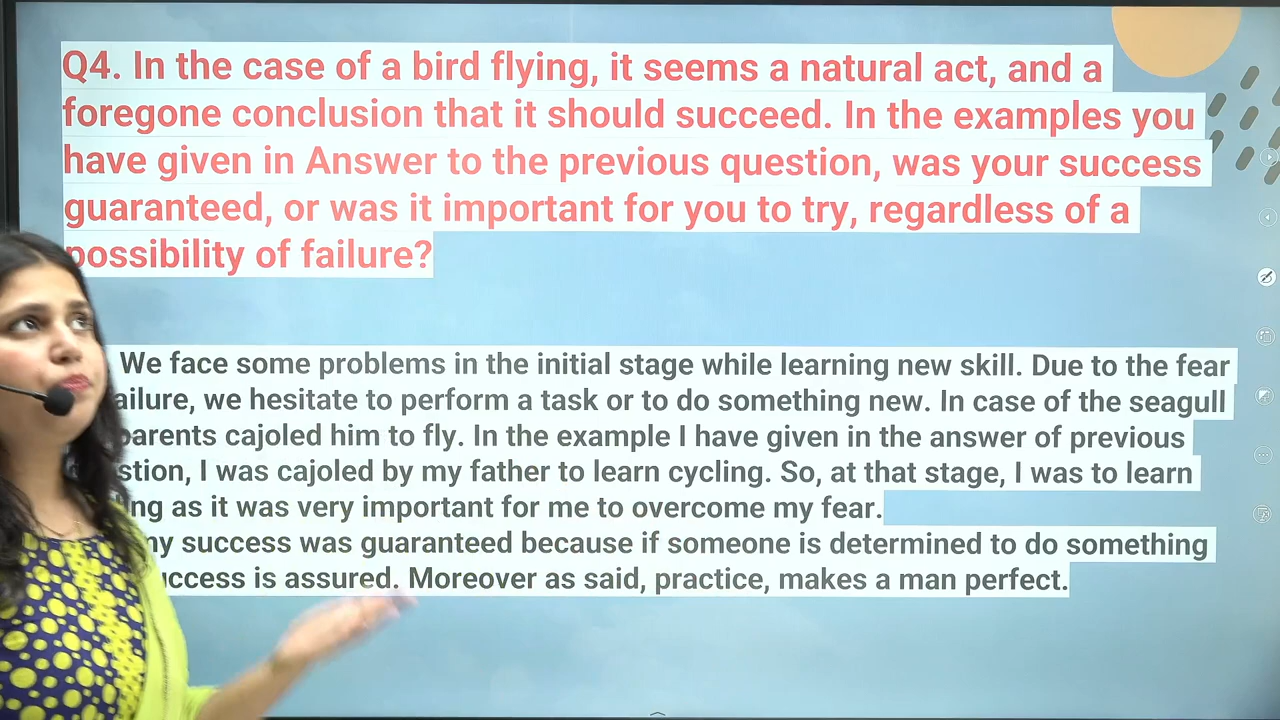 Q4. In the case of a bird flying, it seems a natural act, and a
foregone conclusion that it should succeed. In the examples you
have given in Answer to the previous question, was your success
guaranteed, or was it important for you to try, regardless of a
possibility of failure?
We face some problems in the initial stage while learning new skill. Due to the fear
we hesitate to perform a task or to do something new. In case of the seagull
parents cajoled him to fly. In the example I have given in the answer of previous
I was cajoled by my father to learn cycling. So, at that stage, I was to learn
as it was very important for me to overcome my fear.
my success was guaranteed because if someone is determined to do something
success is assured. Moreover as said, practice, makes a man perfect.